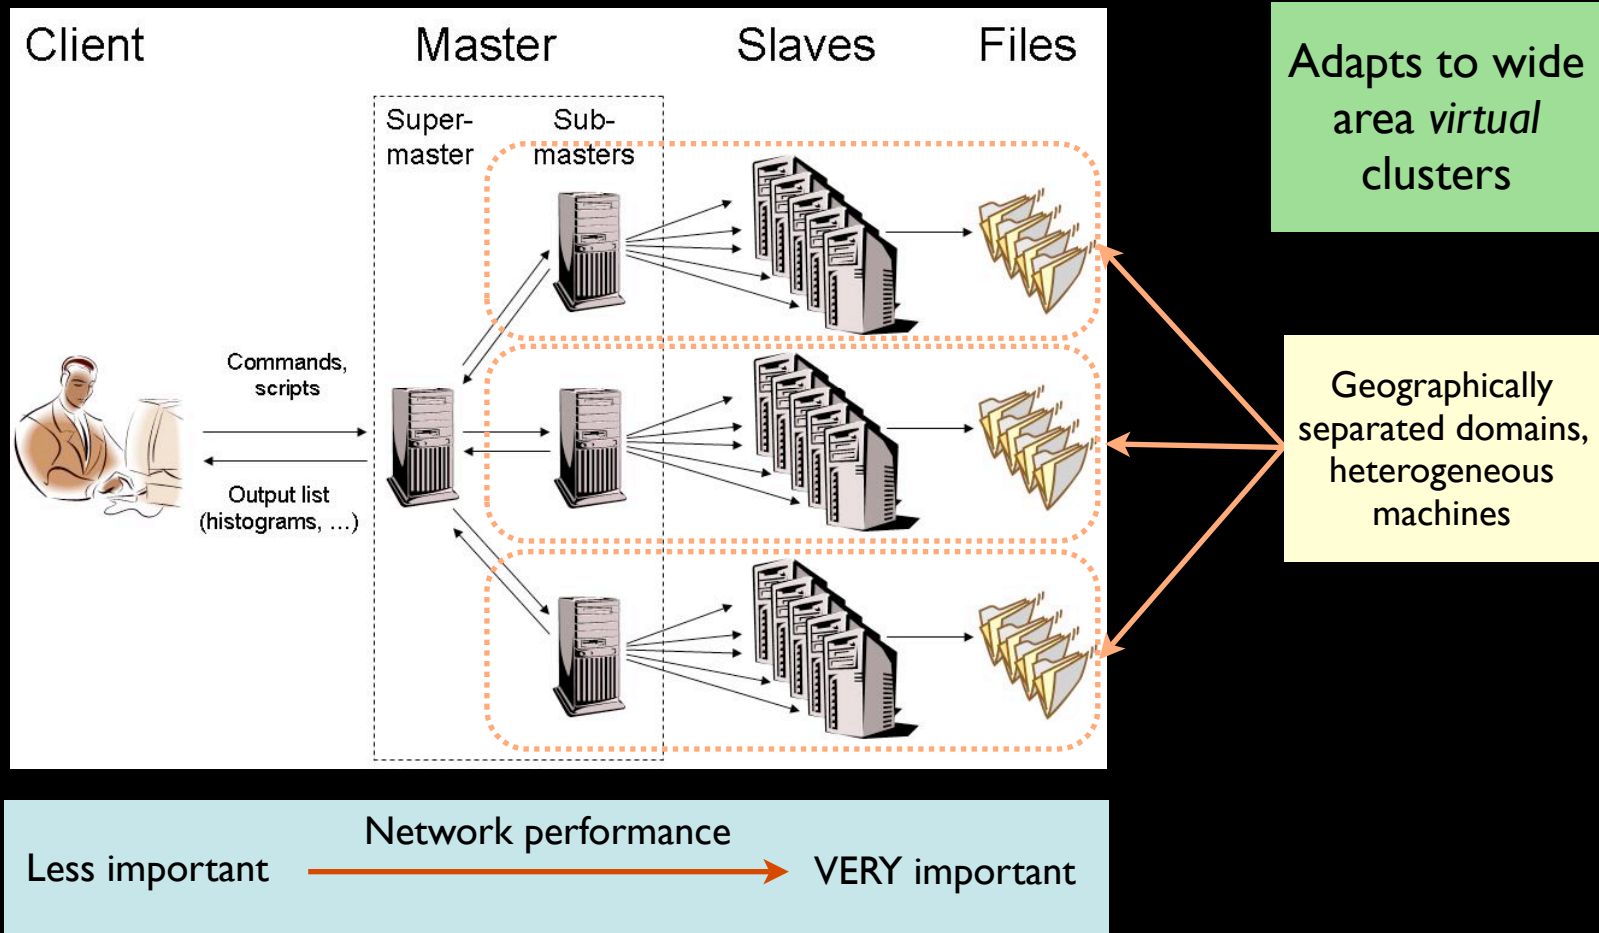 Client
Master
Slaves
Files
Super-
master
Sub-
masters
Commands,
scripts
Output list
(histograms, ...)
Adapts to wide
area virtual
clusters
Geographically
separated domains,
heterogeneous
machines
Network performance
Less important
VERY important